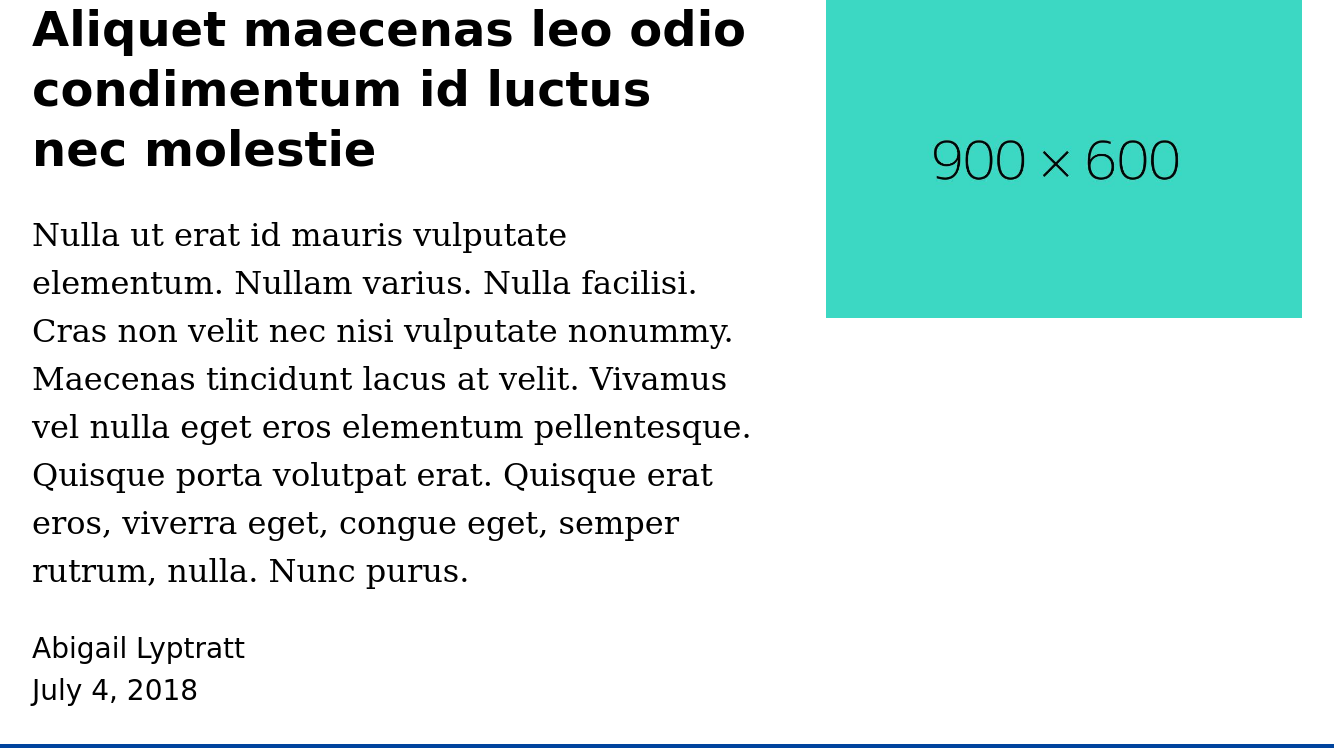 Aliquet maecenas leo odio
condimentum id luctus
nec molestie
Nulla ut erat id mauris vulputate
elementum. Nullam varius. Nulla facilisi.
Cras non velit nec nisi vulputate nonummy.
Maecenas tincidunt lacus at velit. Vivamus
vel nulla eget eros elementum pellentesque.
Quisque porta volutpat erat. Quisque erat
eros, viverra eget, congue eget, semper
rutrum, nulla. Nunc purus.
Abigail Lyptratt
July 4, 2018
900 × 600